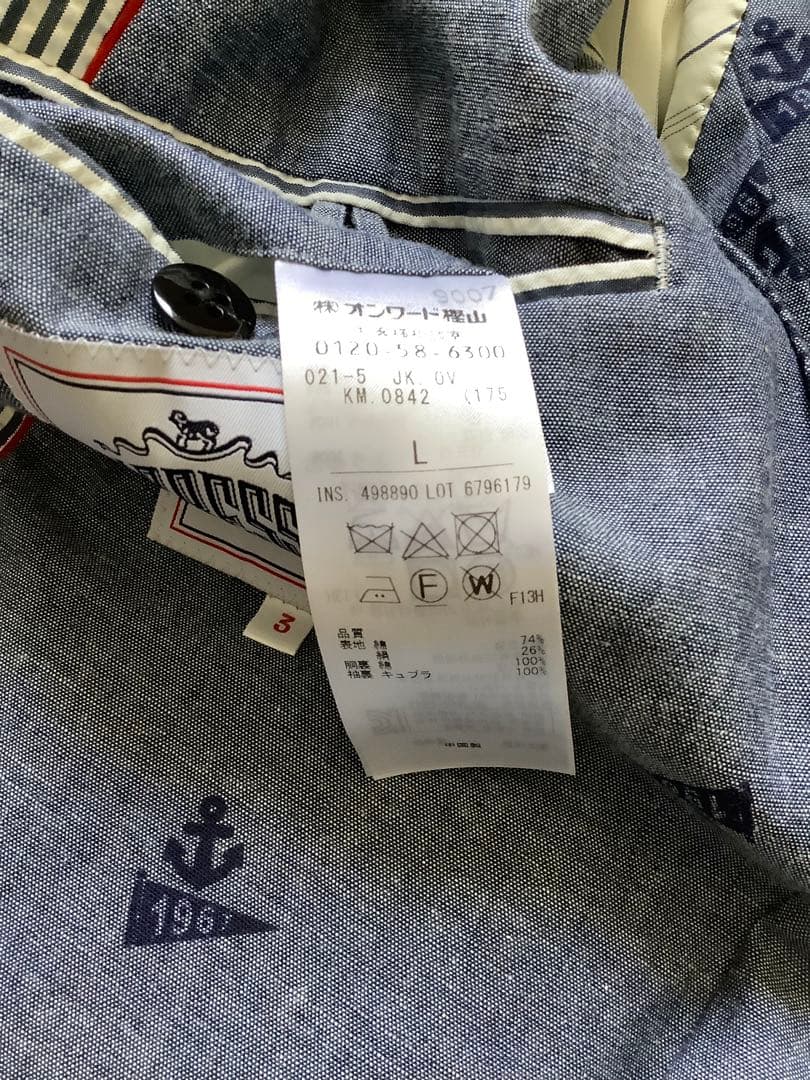 9007
㈱オンワード樫山
0120-58-6300
021-5 JK. OV
KM. 0842 (175
L
INS. 498890 LOT 6796179
F W F13H
品質
表地 綿 74%
絹 26%
胴裏 綿 100%
袖裏 キュプラ 100%
3
196